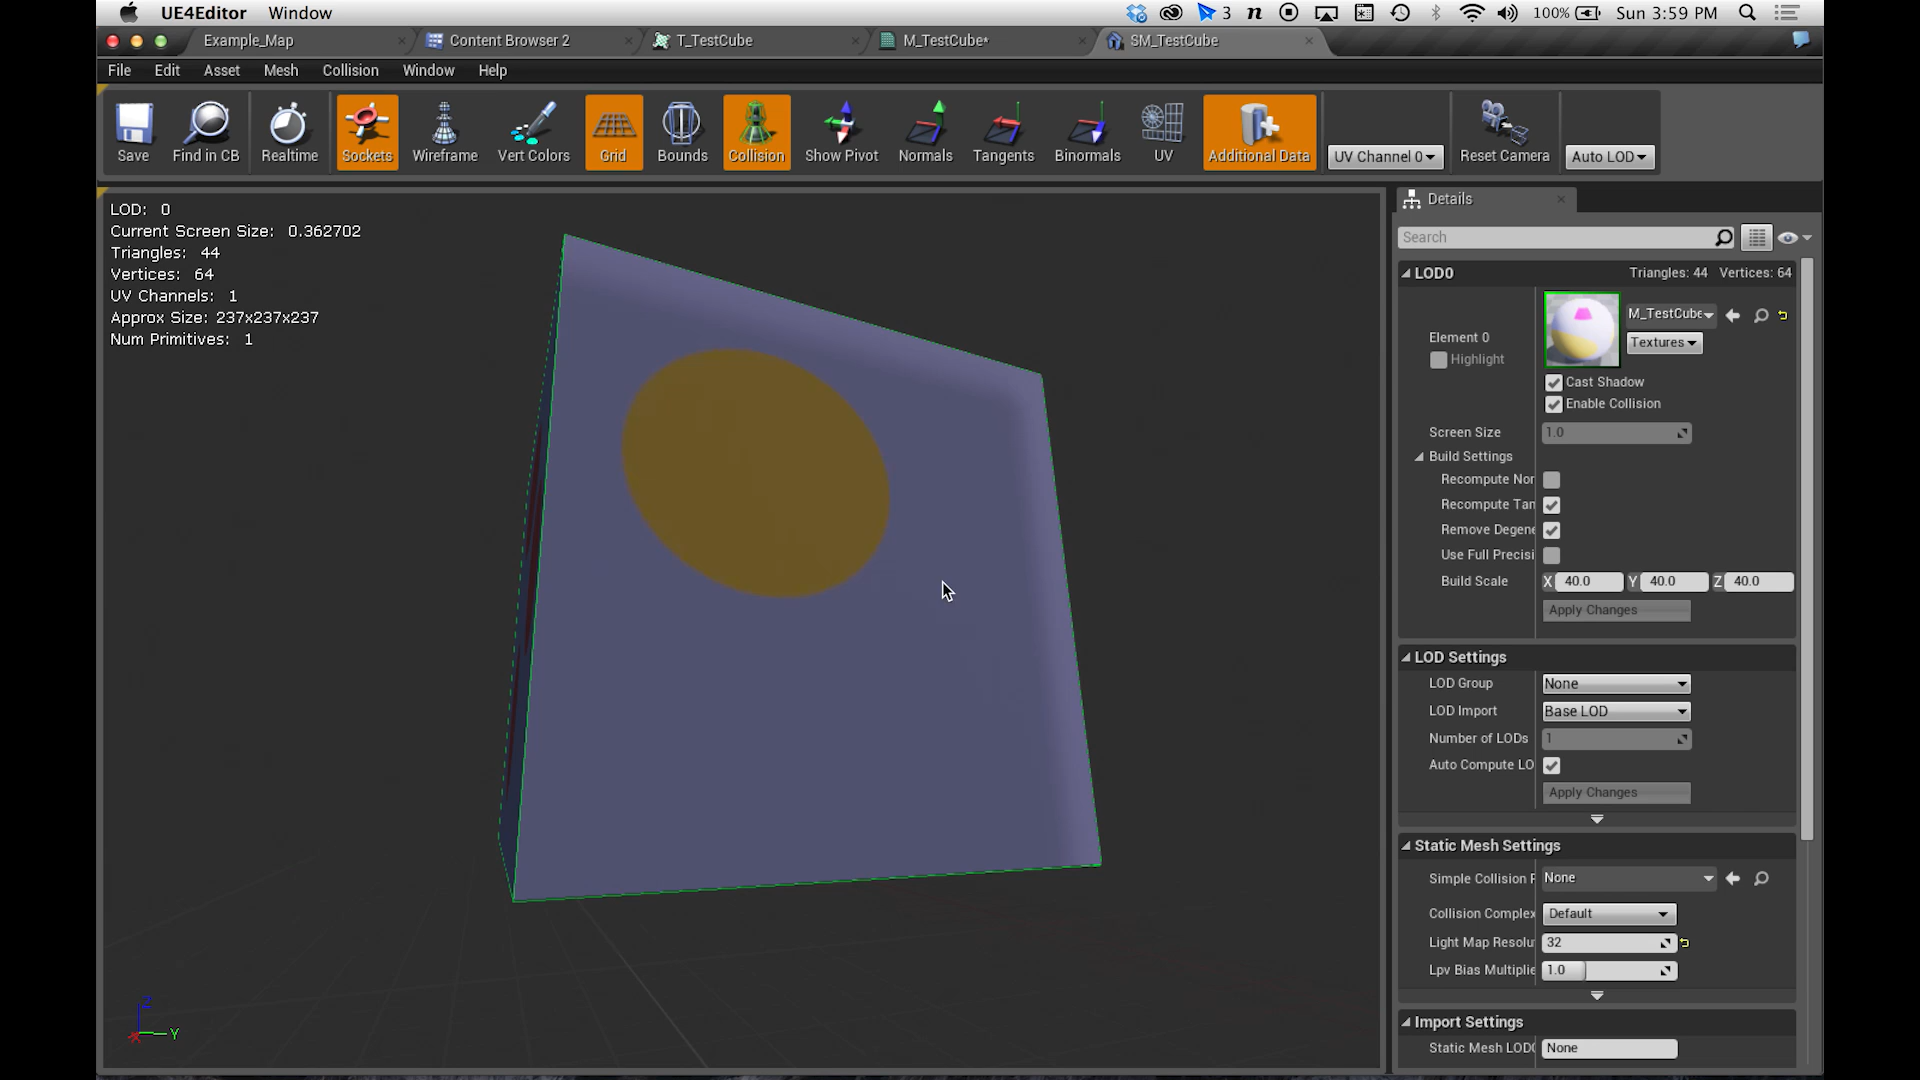 UE4Editor Window 3 n 100% Sun 3:59 PM
Example_Map Content Browser 2 T_TestCube M_TestCube* SM_TestCube
File Edit Asset Mesh Collision Window Help
Save Find in CB Realtime Sockets Wireframe Vert Colors Grid Bounds Collision Show Pivot Normals Tangents Binormals UV Additional Data UV Channel 0 Reset Camera Auto LOD
LOD: 0
Current Screen Size: 0.362702
Triangles: 44
Vertices: 64
UV Channels: 1
Approx Size: 237x237x237
Num Primitives: 1
Z
X Y
Details
Search
LOD0 Triangles: 44 Vertices: 64
M_TestCube
Element 0 Textures
Highlight
Cast Shadow
Enable Collision
Screen Size 1.0
Build Settings
Recompute Nor
Recompute Tan
Remove Degene
Use Full Precisi
Build Scale X 40.0 Y 40.0 Z 40.0
Apply Changes
LOD Settings
LOD Group None
LOD Import Base LOD
Number of LODs 1
Auto Compute LO
Apply Changes
Static Mesh Settings
Simple Collision P None
Collision Complex Default
Light Map Resolu 32
Lpv Bias Multiplie 1.0
Import Settings
Static Mesh LOD0 None